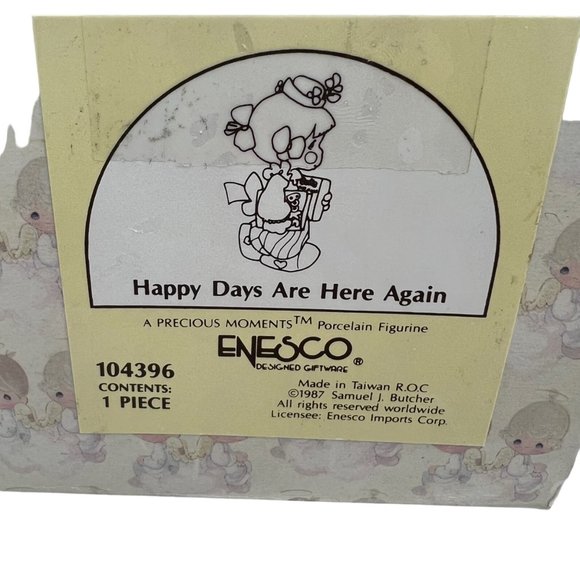 Happy Days Are Here Again
A PRECIOUS MOMENTS™ Porcelain Figurine
ENESCO®
DESIGNED GIFTWARE
104396
CONTENTS:
1 PIECE
Made in Taiwan R.O.C
©1987 Samuel J. Butcher
All rights reserved worldwide
Licensee: Enesco Imports Corp.